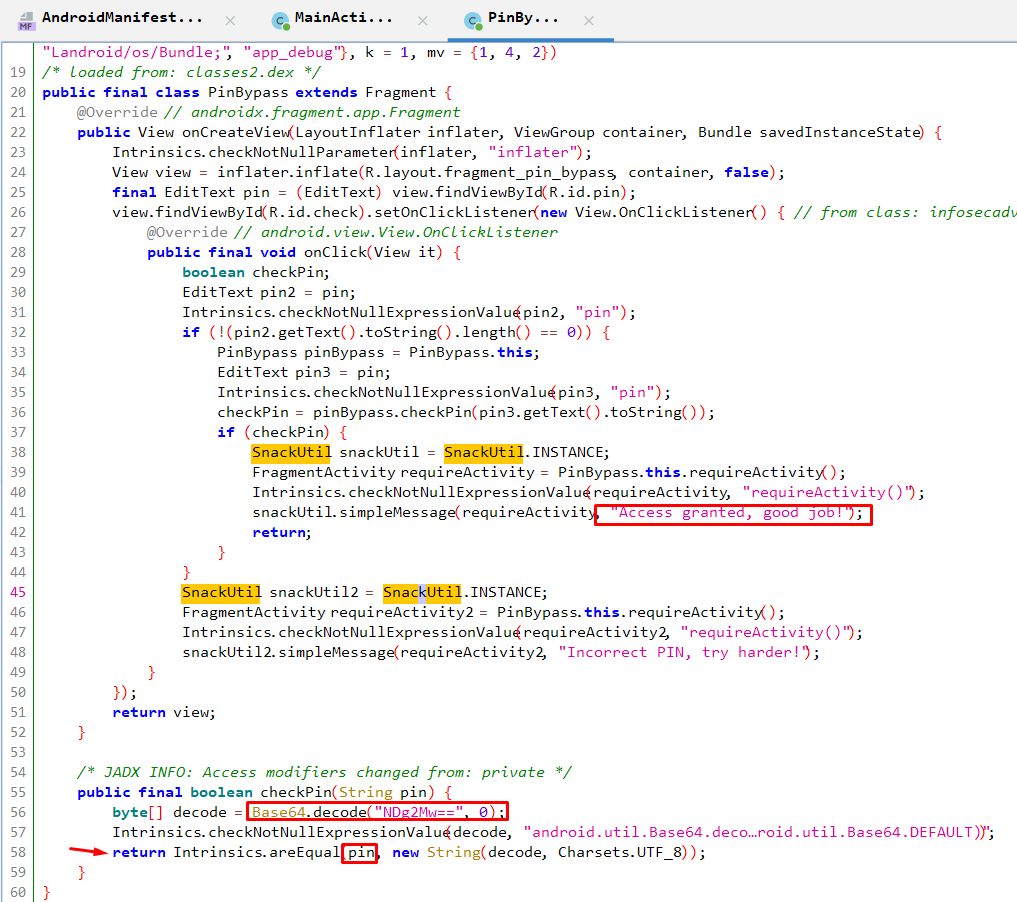 AndroidManifest... MainActi... PinBy...
"Landroid/os/Bundle;", "app_debug"}, k = 1, mv = {1, 4, 2})
19 /* loaded from: classes2.dex */
20 public final class PinBypass extends Fragment {
21 @Override // androidx.fragment.app.Fragment
22 public View onCreateView(LayoutInflater inflater, ViewGroup container, Bundle savedInstanceState) {
23 Intrinsics.checkNotNullParameter(inflater, "inflater");
24 View view = inflater.inflate(R.layout.fragment_pin_bypass, container, false);
25 final EditText pin = (EditText) view.findViewById(R.id.pin);
26 view.findViewById(R.id.check).setOnClickListener(new View.OnClickListener() { // from class: infosecadv
27 @Override // android.view.View.OnClickListener
28 public final void onClick(View it) {
29 boolean checkPin;
30 EditText pin2 = pin;
31 Intrinsics.checkNotNullExpressionValue(pin2, "pin");
32 if (!(pin2.getText().toString().length() == 0)) {
33 PinBypass pinBypass = PinBypass.this;
34 EditText pin3 = pin;
35 Intrinsics.checkNotNullExpressionValue(pin3, "pin");
36 checkPin = pinBypass.checkPin(pin3.getText().toString());
37 if (checkPin) {
38 SnackUtil snackUtil = SnackUtil.INSTANCE;
39 FragmentActivity requireActivity = PinBypass.this.requireActivity();
40 Intrinsics.checkNotNullExpressionValue(requireActivity, "requireActivity()");
41 snackUtil.simpleMessage(requireActivity, "Access granted, good job!");
42 return;
43 }
44 }
45 SnackUtil snackUtil2 = SnackUtil.INSTANCE;
46 FragmentActivity requireActivity2 = PinBypass.this.requireActivity();
47 Intrinsics.checkNotNullExpressionValue(requireActivity2, "requireActivity()");
48 snackUtil2.simpleMessage(requireActivity2, "Incorrect PIN, try harder!");
49 }
50 });
51 return view;
52 }
53
54 /* JADX INFO: Access modifiers changed from: private */
55 public final boolean checkPin(String pin) {
56 byte[] decode = Base64.decode("NDg2Mw==", 0);
57 Intrinsics.checkNotNullExpressionValue(decode, "android.util.Base64.deco…roid.util.Base64.DEFAULT)");
58 return Intrinsics.areEqual(pin, new String(decode, Charsets.UTF_8));
59 }
60 }